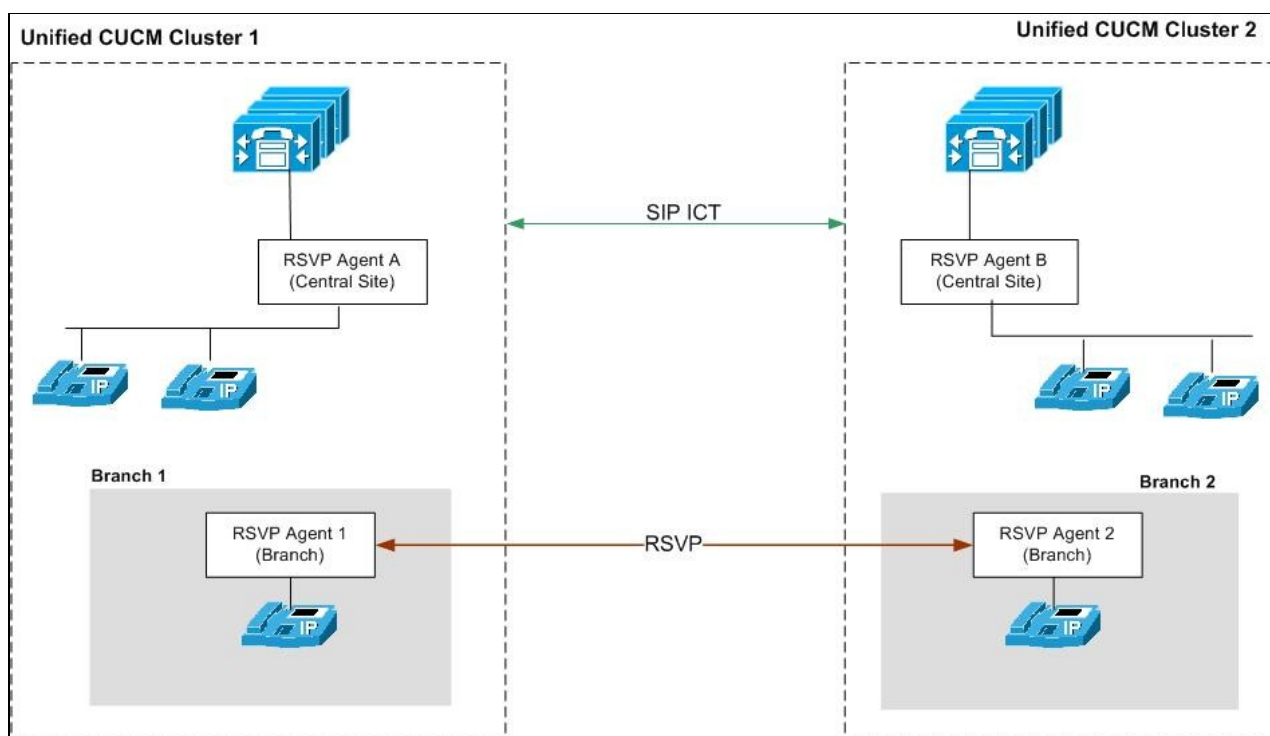 Unified CUCM Cluster 1
Unified CUCM Cluster 2
SIP ICT
RSVP Agent A
(Central Site)
RSVP Agent B
(Central Site)
IP
IP
IP
IP
Branch 1
Branch 2
RSVP Agent 1
(Branch)
RSVP
RSVP Agent 2
(Branch)
IP
IP